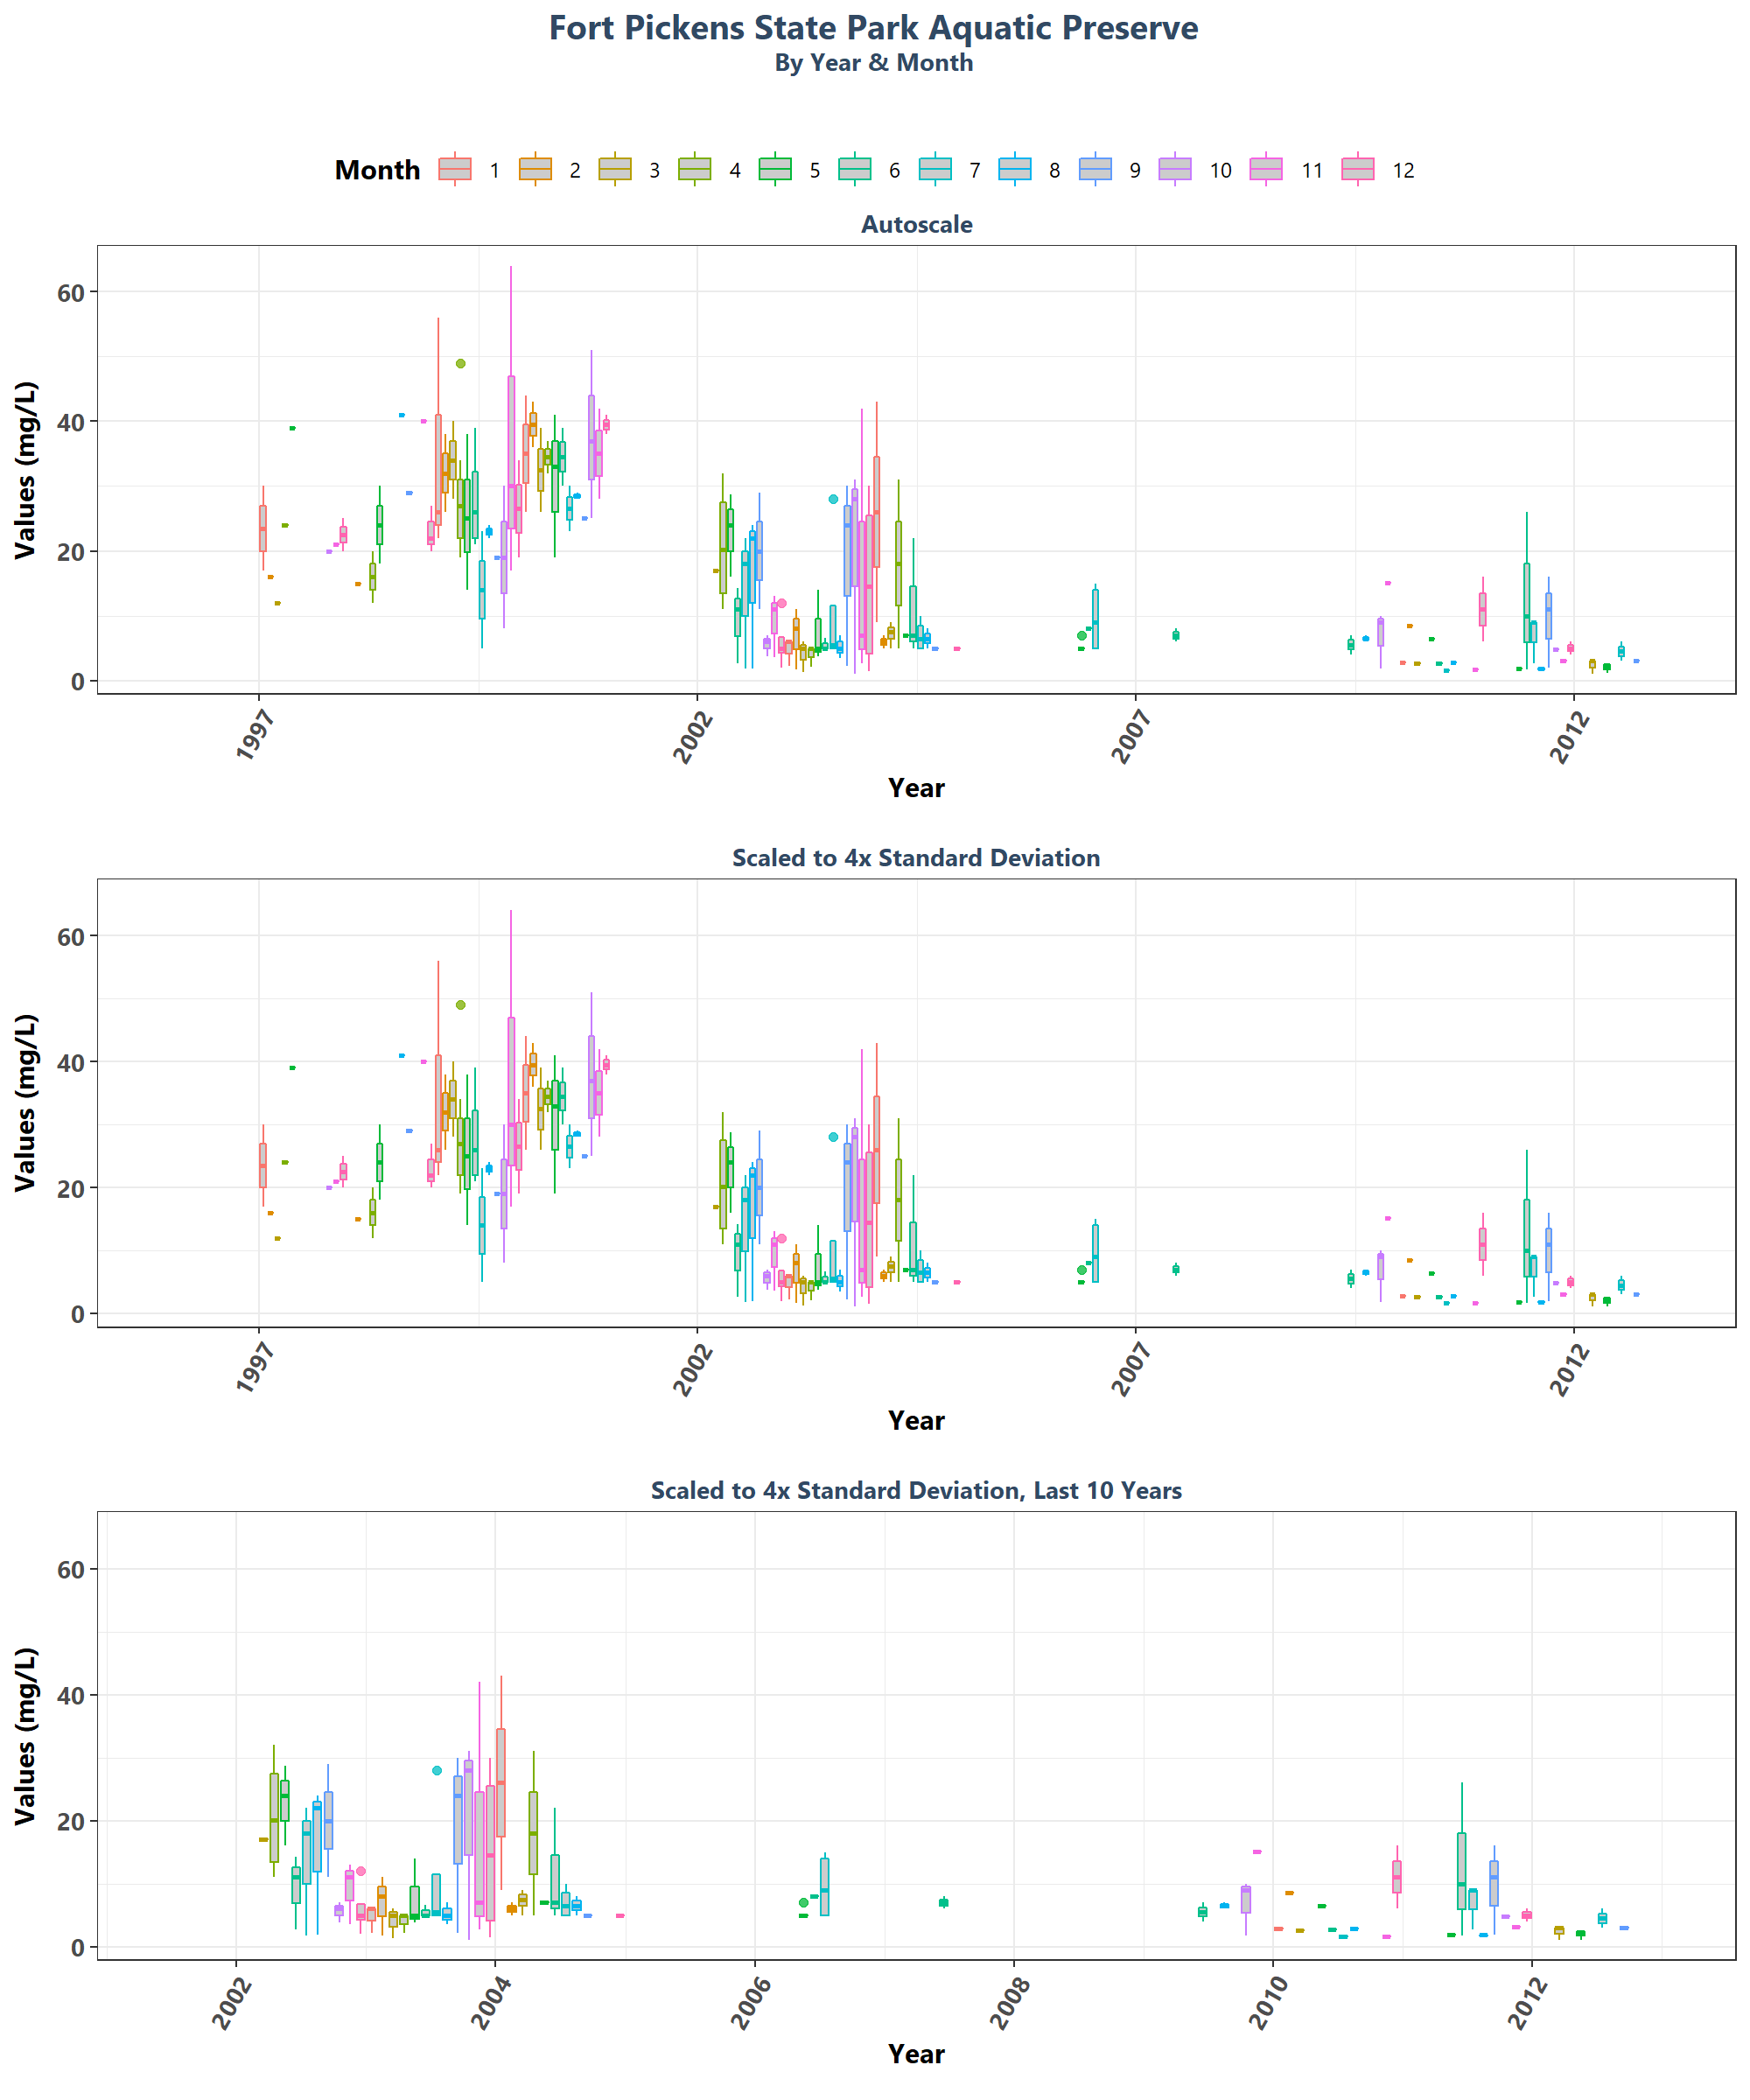 Fort Pickens State Park Aquatic Preserve
By Year & Month
Month 1 2 3 4 5 6 7 8 9 10 11 12
Autoscale
Values (mg/L)
60
40
20
0
1997 2002 2007 2012
Year
Scaled to 4x Standard Deviation
Values (mg/L)
60
40
20
0
1997 2002 2007 2012
Year
Scaled to 4x Standard Deviation, Last 10 Years
Values (mg/L)
60
40
20
0
2002 2004 2006 2008 2010 2012
Year